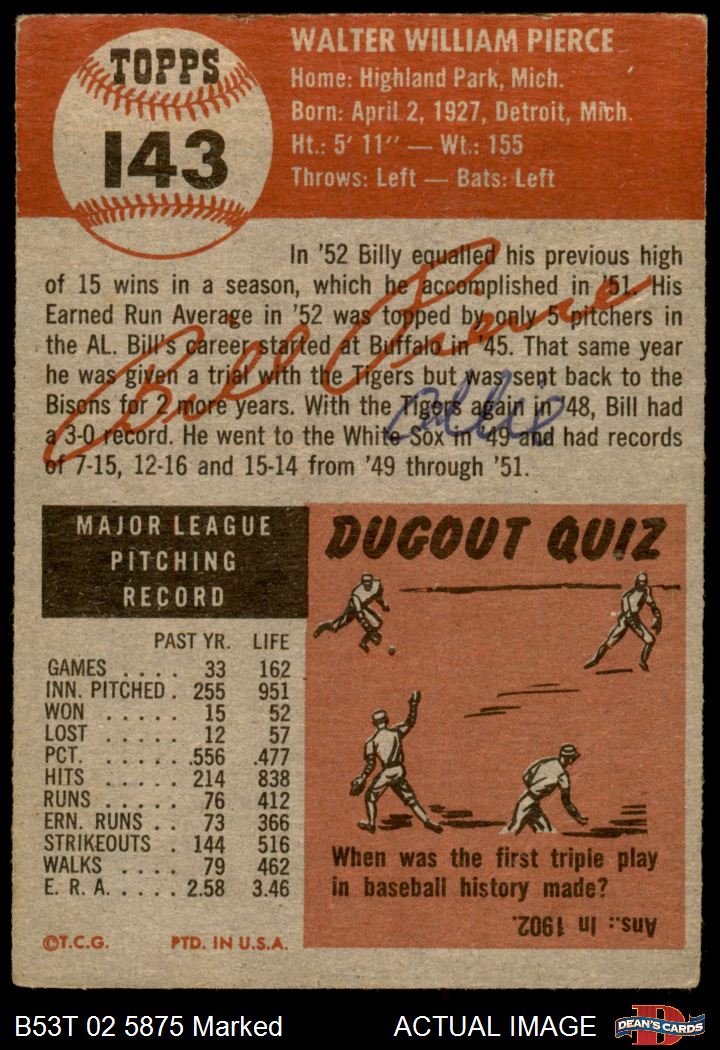 TOPPS
143
WALTER WILLIAM PIERCE
Home: Highland Park, Mich.
Born: April 2, 1927, Detroit, Mich.
Ht.: 5' 11" — Wt.: 155
Throws: Left — Bats: Left
In '52 Billy equalled his previous high
of 15 wins in a season, which he accomplished in '51. His
Earned Run Average in '52 was topped by only 5 pitchers in
the AL. Bill's career started at Buffalo in '45. That same year
he was given a trial with the Tigers but was sent back to the
Bisons for 2 more years. With the Tigers again in '48, Bill had
a 3-0 record. He went to the White Sox in '49 and had records
of 7-15, 12-16 and 15-14 from '49 through '51.
Bill Pierce
MAJOR LEAGUE
PITCHING
RECORD
PAST YR. LIFE
GAMES .... 33 162
INN. PITCHED . 255 951
WON ..... 15 52
LOST ..... 12 57
PCT. ..... .556 .477
HITS ..... 214 838
RUNS ..... 76 412
ERN. RUNS .. 73 366
STRIKEOUTS . 144 516
WALKS .... 79 462
E. R. A. .... 2.58 3.46
©T.C.G. PTD. IN U.S.A.
DUGOUT QUIZ
When was the first triple play
in baseball history made?
Ans.: In 1902.
B53T 02 5875 Marked ACTUAL IMAGE
DEAN'S CARDS